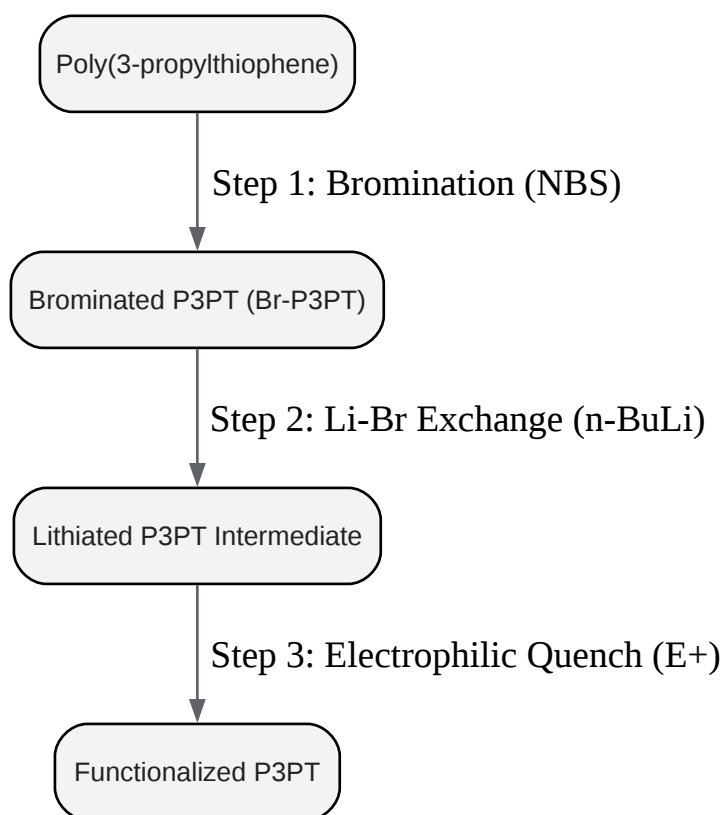 Poly(3-propylthiophene)
Step 1: Bromination (NBS)
Brominated P3PT (Br-P3PT)
Step 2: Li-Br Exchange (n-BuLi)
Lithiated P3PT Intermediate
Step 3: Electrophilic Quench (E+)
Functionalized P3PT